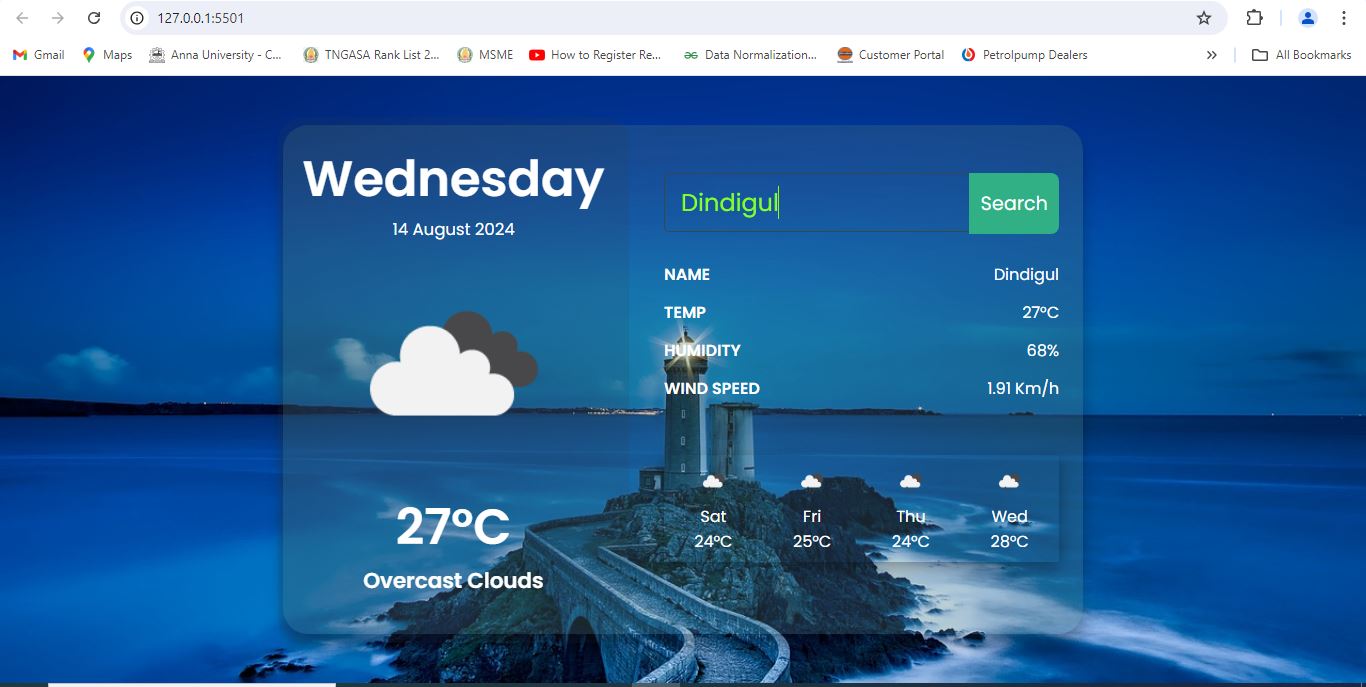 127.0.0.1:5501
Gmail Maps Anna University - C... TNGASA Rank List 2... MSME How to Register Re... Data Normalization... Customer Portal Petrolpump Dealers » All Bookmarks
Wednesday
14 August 2024
27°C
Overcast Clouds
Dindigul Search
NAME Dindigul
TEMP 27°C
HUMIDITY 68%
WIND SPEED 1.91 Km/h
Sat Fri Thu Wed
24°C 25°C 24°C 28°C